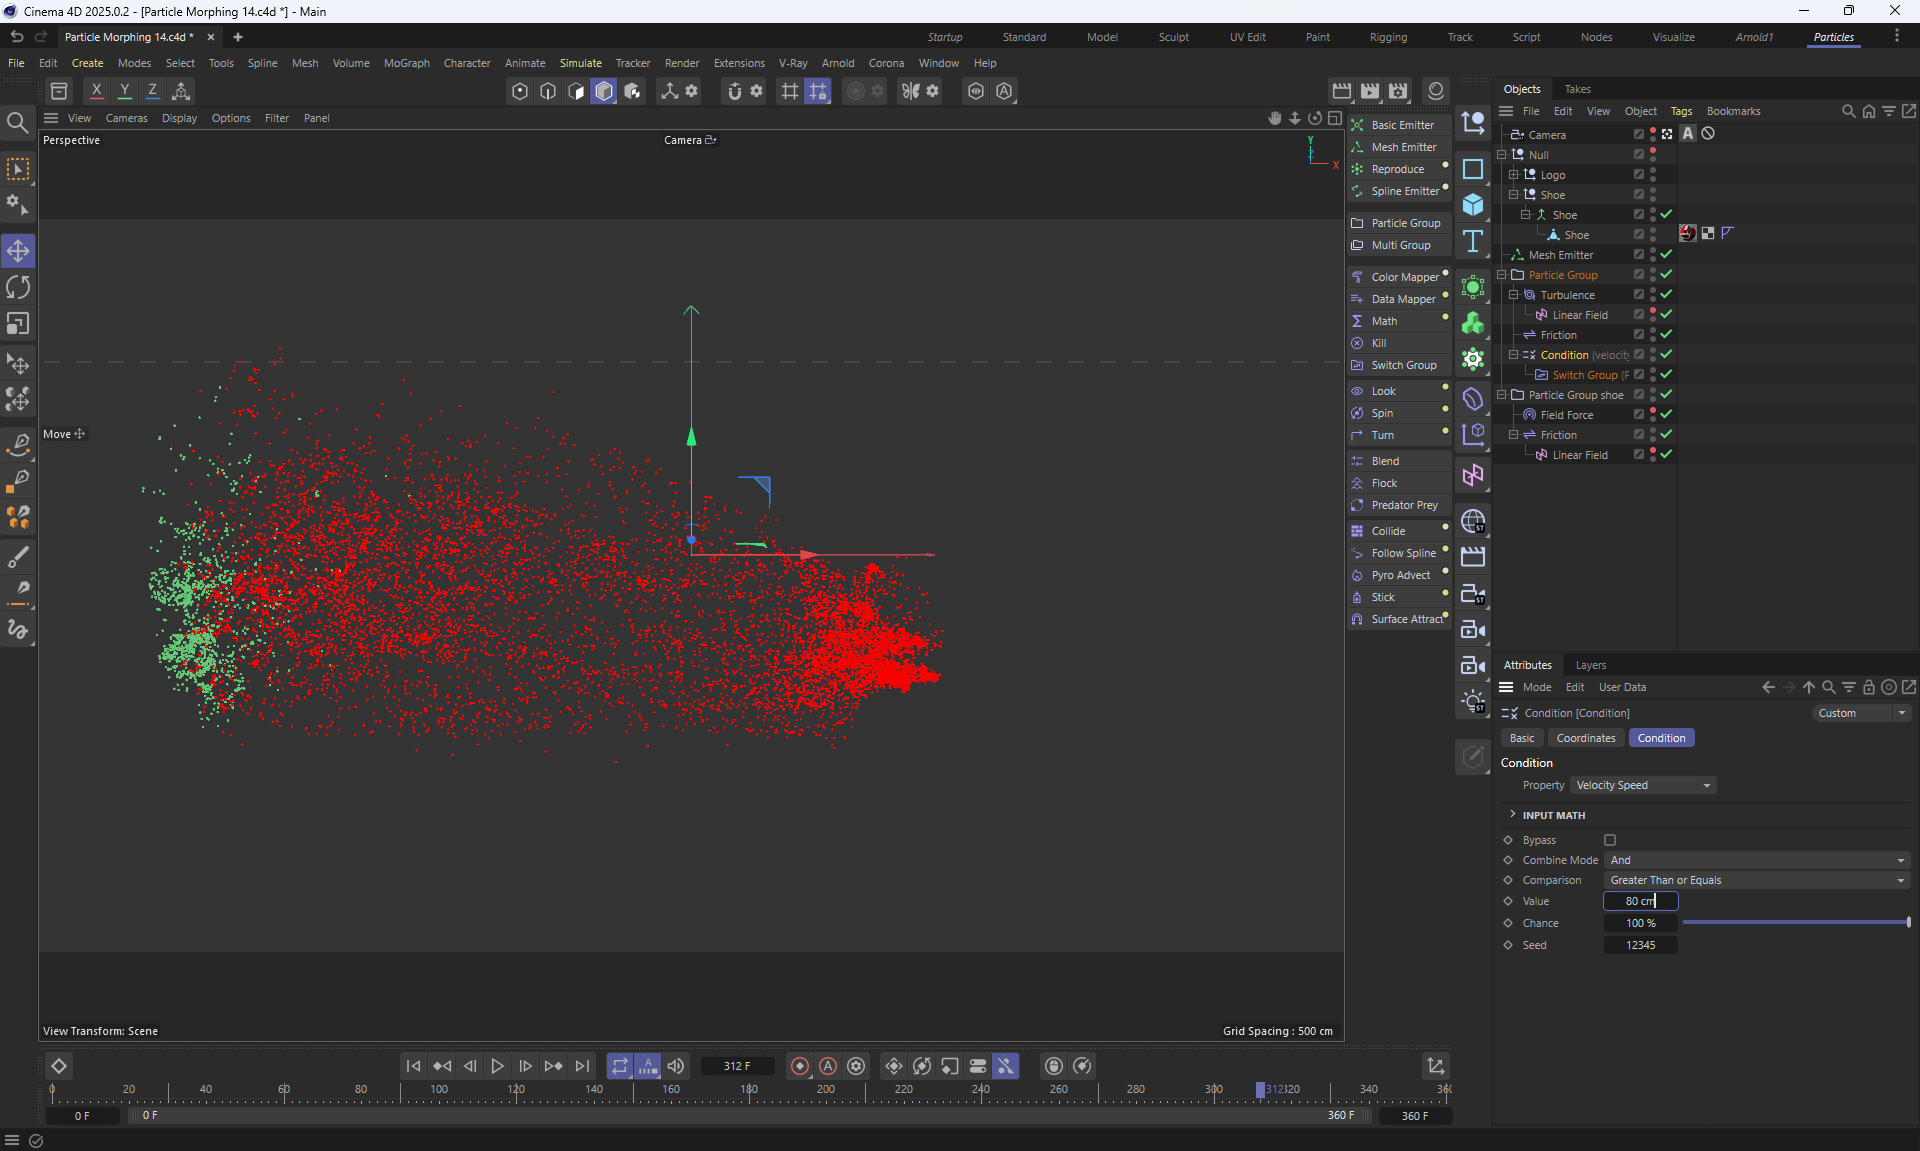 Cinema 4D 2025.0.2 - [Particle Morphing 14.c4d *] - Main
Particle Morphing 14.c4d *
Startup Standard Model Sculpt UV Edit Paint Rigging Track Script Nodes Visualize Arnold1 Particles
File Edit Create Modes Select Tools Spline Mesh Volume MoGraph Character Animate Simulate Tracker Render Extensions V-Ray Arnold Corona Window Help
X Y Z
View Cameras Display Options Filter Panel
Perspective
Camera
Y
Z
X
Move
View Transform: Scene
Grid Spacing : 500 cm
Basic Emitter
Mesh Emitter
Reproduce
Spline Emitter
Particle Group
Multi Group
Color Mapper
Data Mapper
Math
Kill
Switch Group
Look
Spin
Turn
Blend
Flock
Predator Prey
Collide
Follow Spline
Pyro Advect
Stick
Surface Attract
Objects Takes
File Edit View Object Tags Bookmarks
Camera
Null
Logo
Shoe
Shoe
Shoe
Mesh Emitter
Particle Group
Turbulence
Linear Field
Friction
Condition (velocit
Switch Group (P
Particle Group shoe
Field Force
Friction
Linear Field
Attributes Layers
Mode Edit User Data
Condition [Condition]
Custom
Basic Coordinates Condition
Condition
Property Velocity Speed
INPUT MATH
Bypass
Combine Mode And
Comparison Greater Than or Equals
Value 80 cm
Chance 100 %
Seed 12345
312 F
0 20 40 60 80 100 120 140 160 180 200 220 240 260 280 300 312 320 340 360
0 F 0 F 360 F 360 F